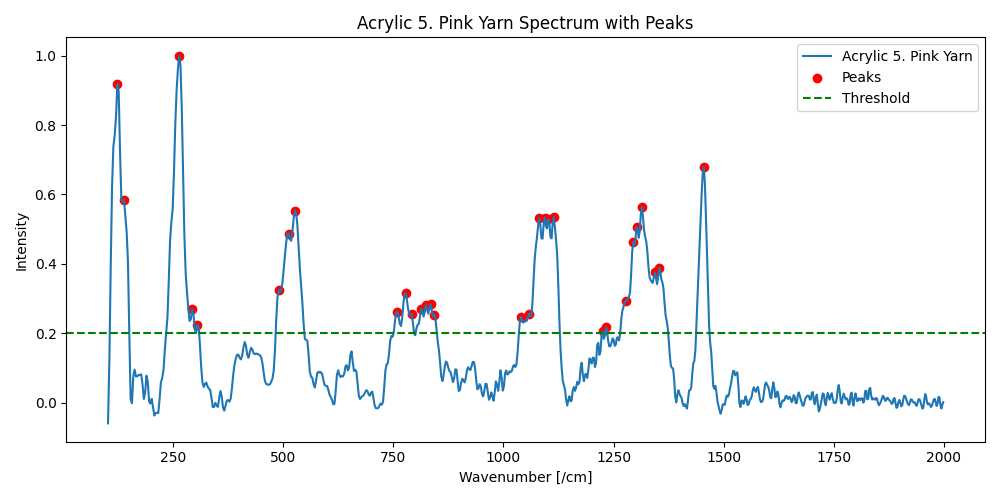 Acrylic 5. Pink Yarn Spectrum with Peaks
Acrylic 5. Pink Yarn
Peaks
Threshold
Intensity
1.0
0.8
0.6
0.4
0.2
0.0
250 500 750 1000 1250 1500 1750 2000
Wavenumber [/cm]